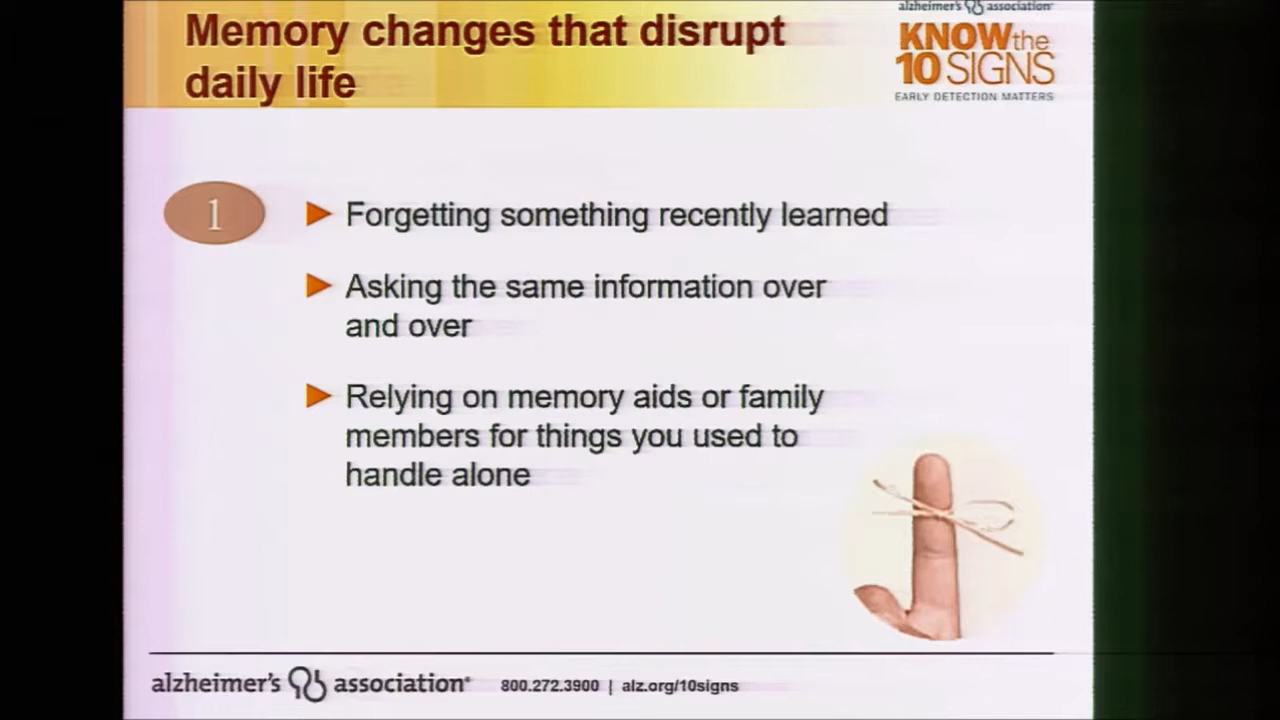 Memory changes that disrupt
daily life
alzheimer's association
KNOW the
10 SIGNS
EARLY DETECTION MATTERS
1
Forgetting something recently learned
Asking the same information over
and over
Relying on memory aids or family
members for things you used to
handle alone
alzheimer's association® 800.272.3900 | alz.org/10signs